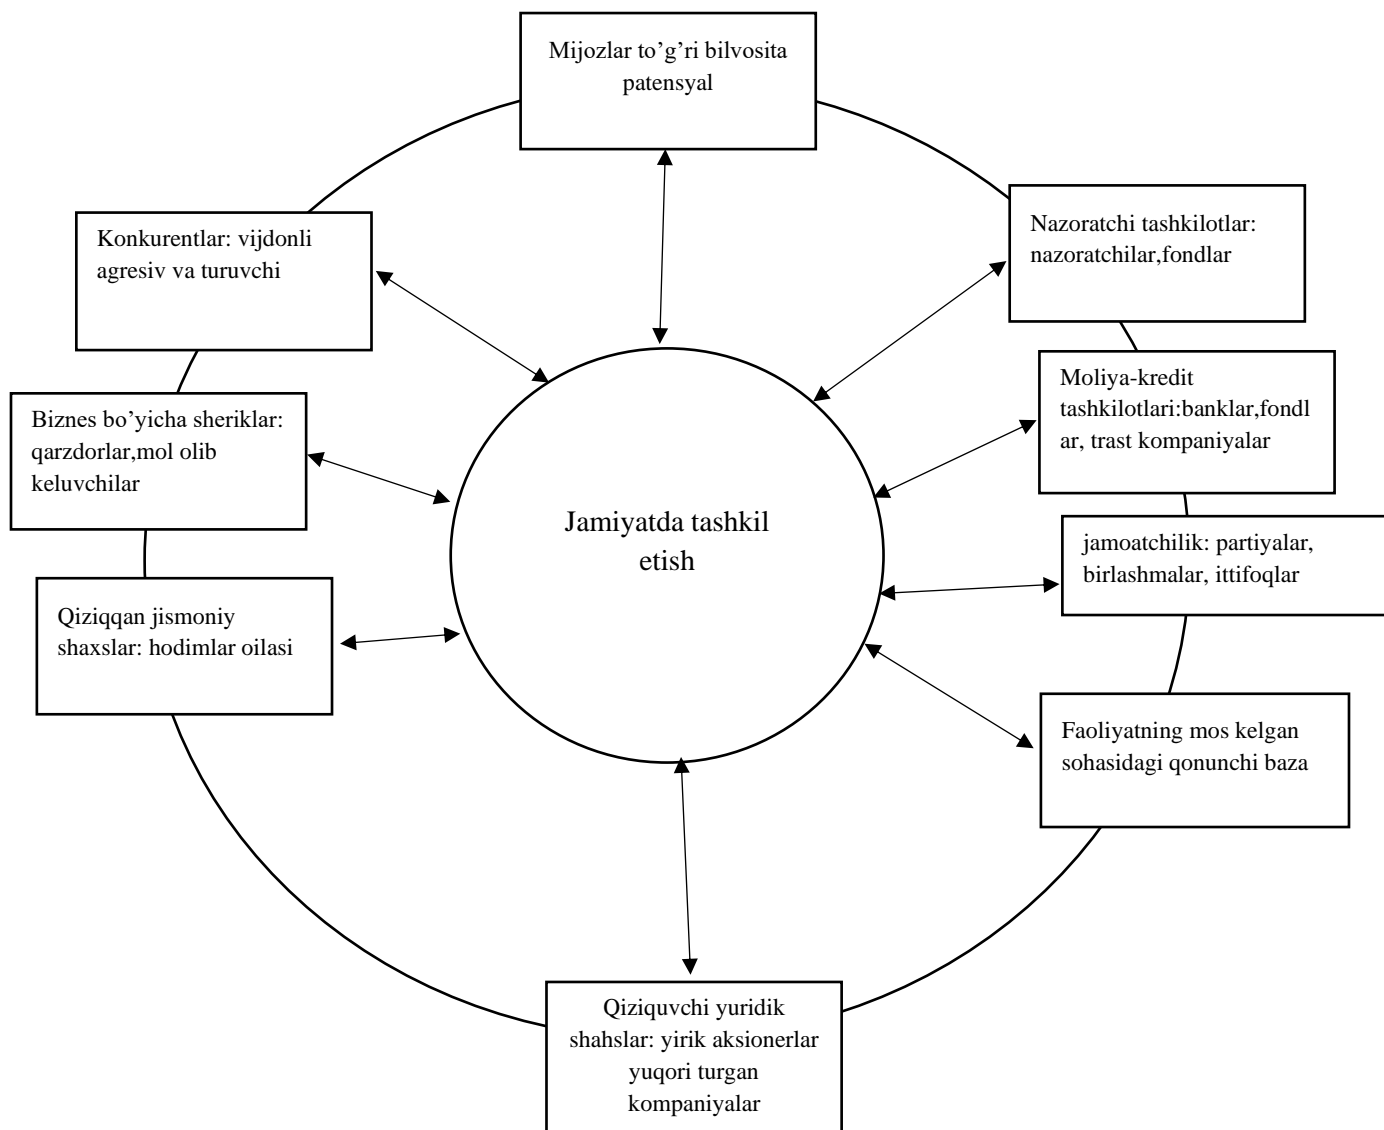 Mijozlar to’g’ri bilvosita
patensyal
Konkurentlar: vijdonli
agresiv va turuvchi
Nazoratchi tashkilotlar:
nazoratchilar,fondlar
Biznes bo’yicha sheriklar:
qarzdorlar,mol olib
keluvchilar
Moliya-kredit
tashkilotlari:banklar,fondl
ar, trast kompaniyalar
Jamiyatda tashkil
etish
jamoatchilik: partiyalar,
birlashmalar, ittifoqlar
Qiziqqan jismoniy
shaxslar: hodimlar oilasi
Faoliyatning mos kelgan
sohasidagi qonunchi baza
Qiziquvchi yuridik
shahslar: yirik aksionerlar
yuqori turgan
kompaniyalar